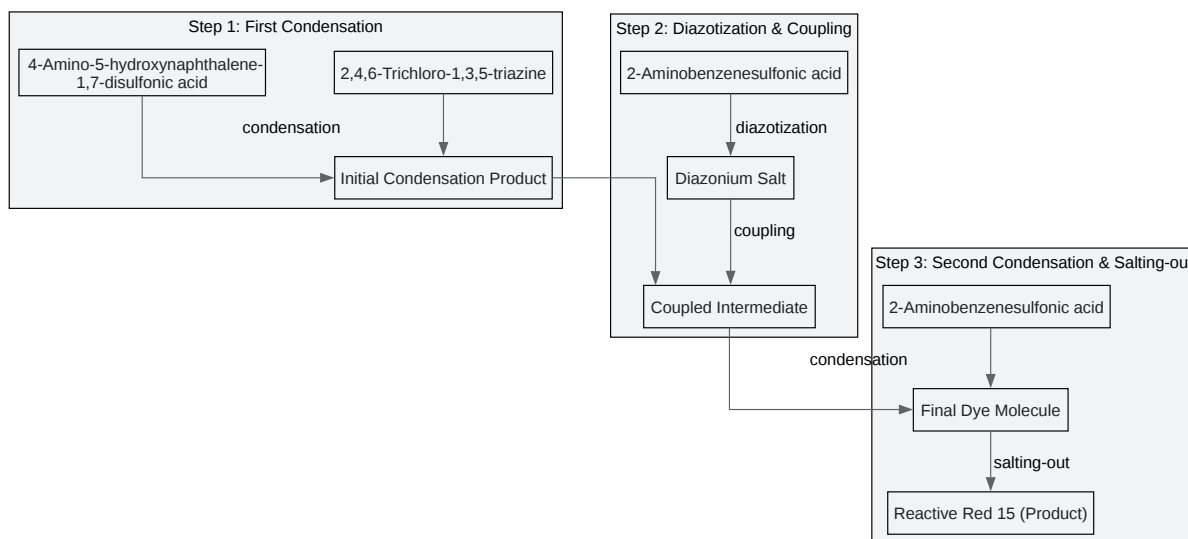 Step 1: First Condensation
4-Amino-5-hydroxynaphthalene-
1,7-disulfonic acid
2,4,6-Trichloro-1,3,5-triazine
condensation
Initial Condensation Product
Step 2: Diazotization & Coupling
2-Aminobenzenesulfonic acid
diazotization
Diazonium Salt
coupling
Coupled Intermediate
Step 3: Second Condensation & Salting-out
2-Aminobenzenesulfonic acid
condensation
Final Dye Molecule
salting-out
Reactive Red 15 (Product)